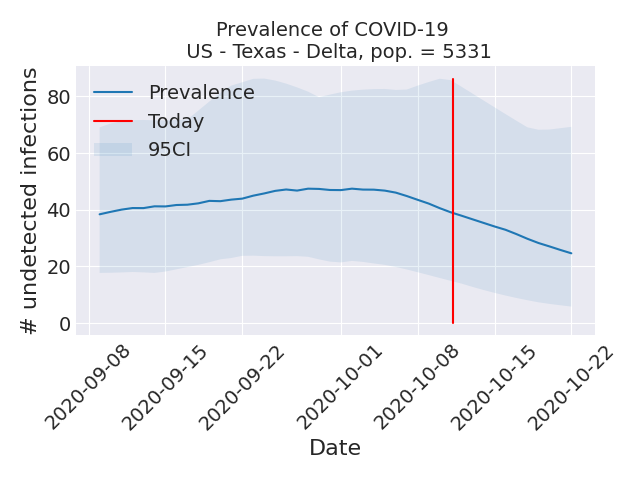 Prevalence of COVID-19
US - Texas - Delta, pop. = 5331
# undetected infections
80
60
40
20
0
Prevalence
Today
95CI
2020-09-08
2020-09-15
2020-09-22
2020-10-01
2020-10-08
2020-10-15
2020-10-22
Date